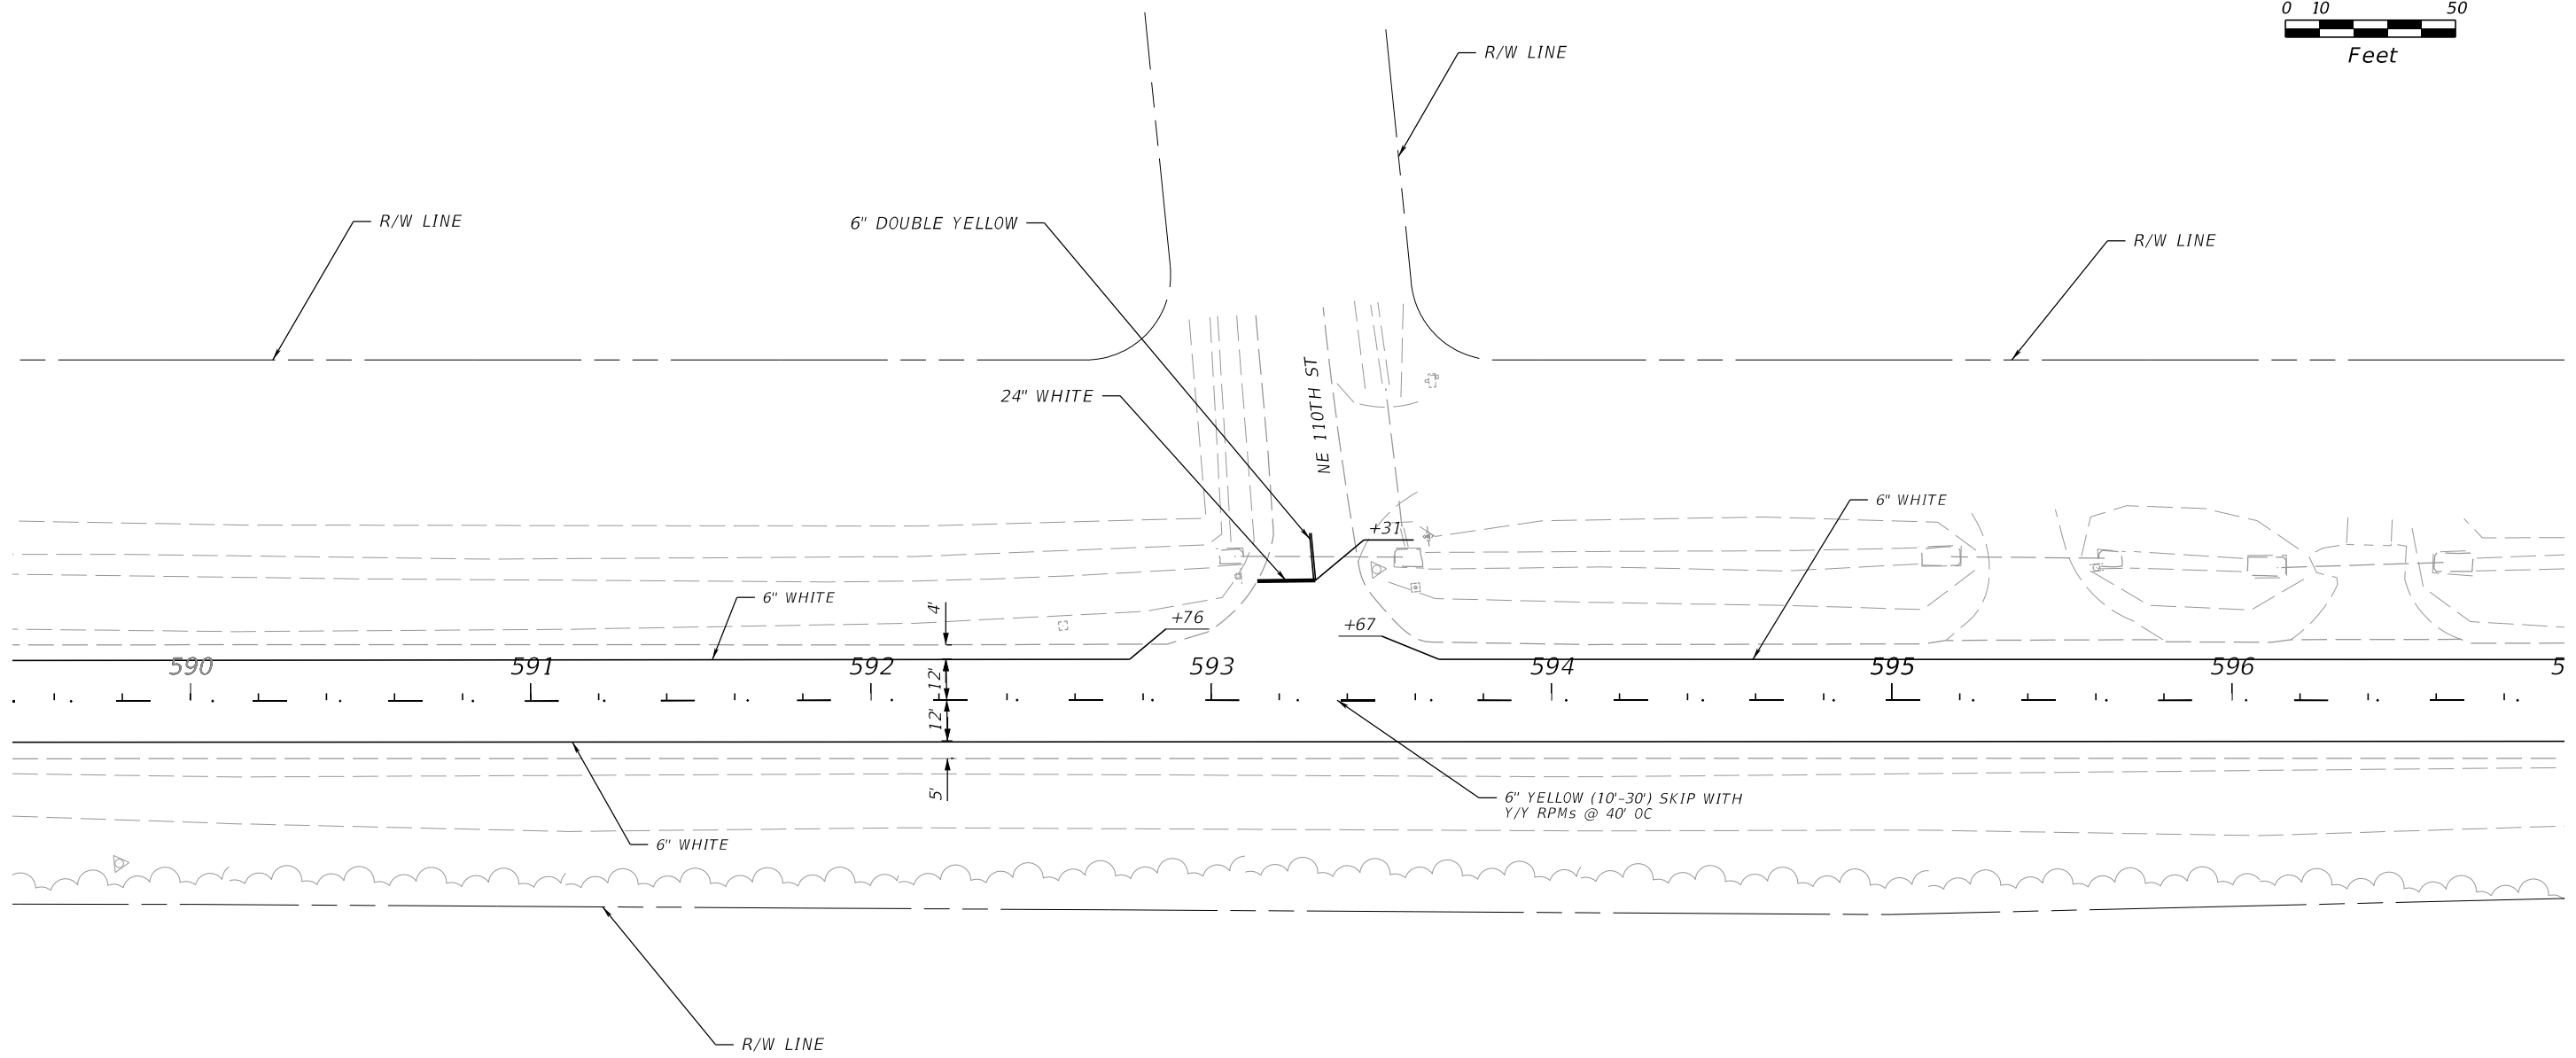 0 10 50
Feet
R/W LINE
R/W LINE
6" DOUBLE YELLOW
R/W LINE
24" WHITE
NE 110TH ST
6" WHITE
+31
6" WHITE
4'
+76
+67
590
591
592
593
594
595
596
5
12'
12'
5'
6" YELLOW (10'-30') SKIP WITH
Y/Y RPMs @ 40' OC
6" WHITE
R/W LINE